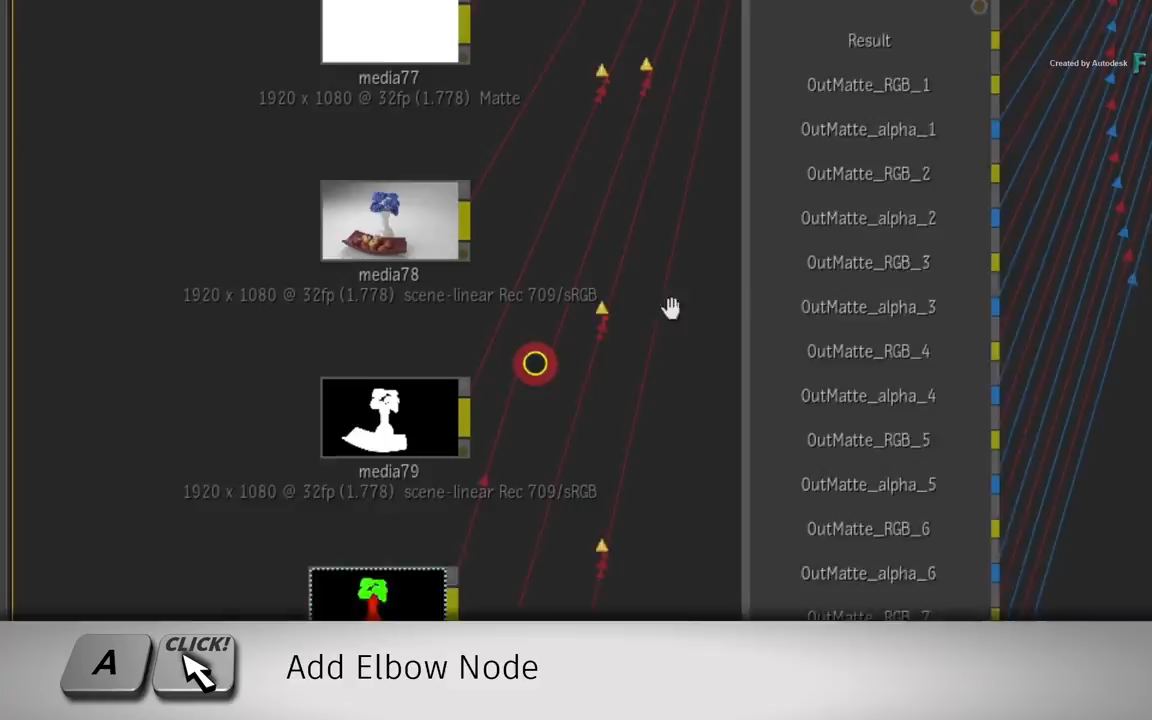 media77
1920 x 1080 @ 32fp (1.778) Matte
media78
1920 x 1080 @ 32fp (1.778) scene-linear Rec 709/sRGB
media79
1920 x 1080 @ 32fp (1.778) scene-linear Rec 709/sRGB
Result
OutMatte_RGB_1
OutMatte_alpha_1
OutMatte_RGB_2
OutMatte_alpha_2
OutMatte_RGB_3
OutMatte_alpha_3
OutMatte_RGB_4
OutMatte_alpha_4
OutMatte_RGB_5
OutMatte_alpha_5
OutMatte_RGB_6
OutMatte_alpha_6
OutMatte_RGB_7
Created by Autodesk F
A
CLICK!
Add Elbow Node